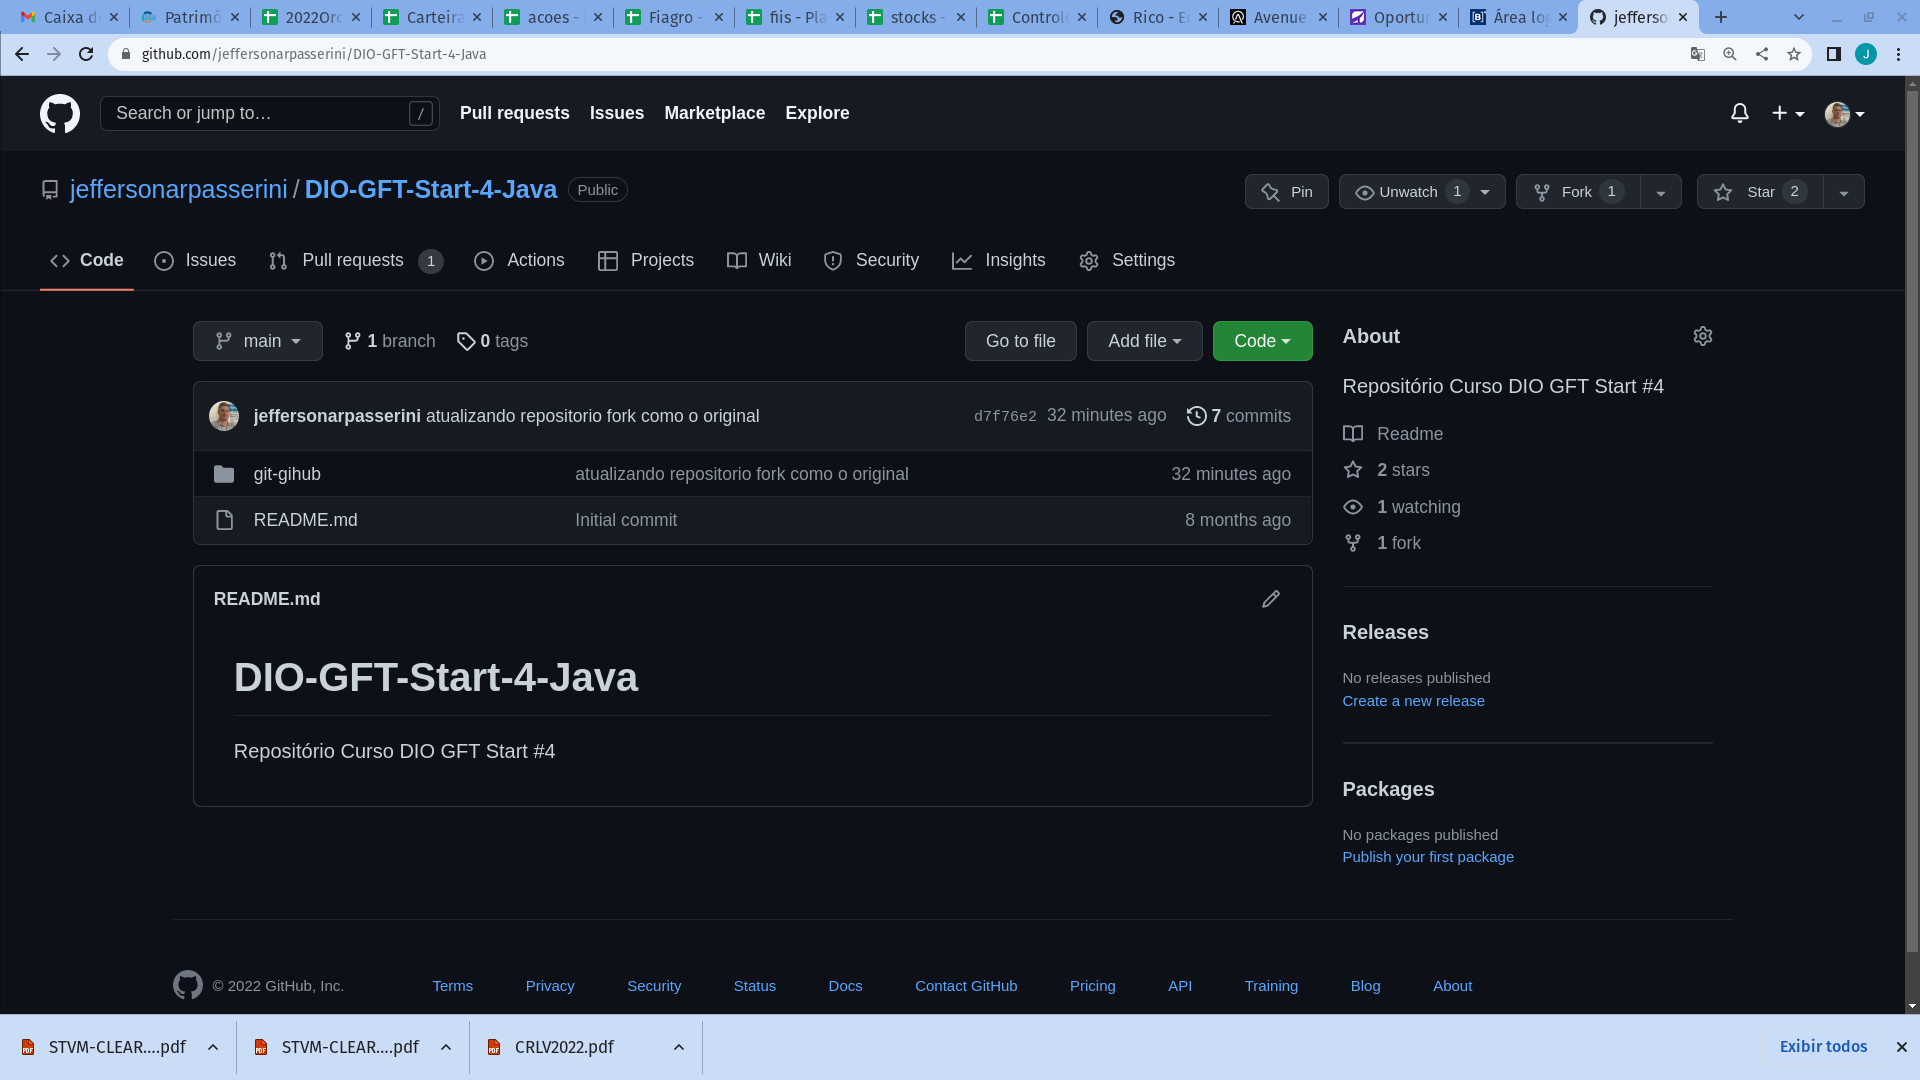 Caixa d
Patrimô
2022Orc
Carteira
acoes -
Fiagro -
fiis - Pla
stocks -
Control
Rico - E
Avenue
Oportu
Área log
jefferso
github.com/jeffersonarpasserini/DIO-GFT-Start-4-Java
J
Search or jump to…
/
Pull requests
Issues
Marketplace
Explore
jeffersonarpasserini / DIO-GFT-Start-4-Java
Public
Pin
Unwatch 1
Fork 1
Star 2
Code
Issues
Pull requests 1
Actions
Projects
Wiki
Security
Insights
Settings
main
1 branch
0 tags
Go to file
Add file
Code
jeffersonarpasserini atualizando repositorio fork como o original
d7f76e2 32 minutes ago
7 commits
git-gihub
atualizando repositorio fork como o original
32 minutes ago
README.md
Initial commit
8 months ago
README.md
DIO-GFT-Start-4-Java
Repositório Curso DIO GFT Start #4
About
Repositório Curso DIO GFT Start #4
Readme
2 stars
1 watching
1 fork
Releases
No releases published
Create a new release
Packages
No packages published
Publish your first package
© 2022 GitHub, Inc.
Terms
Privacy
Security
Status
Docs
Contact GitHub
Pricing
API
Training
Blog
About
STVM-CLEAR....pdf
STVM-CLEAR....pdf
CRLV2022.pdf
Exibir todos